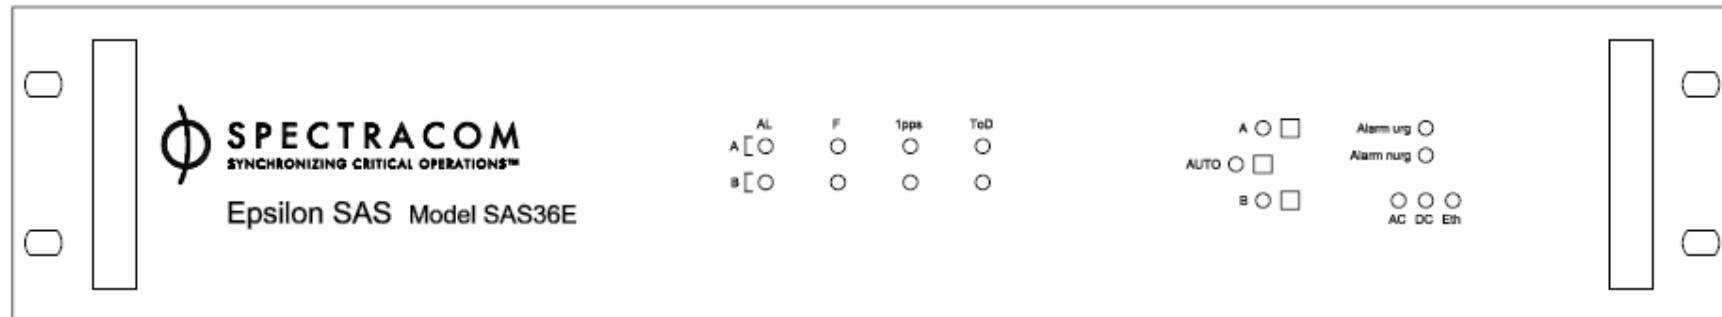 SPECTRACOM
SYNCHRONIZING CRITICAL OPERATIONS™
Epsilon SAS Model SAS36E
AL F 1pps ToD
A
B
A
AUTO
B
Alarm urg
Alarm nurg
AC DC Eth